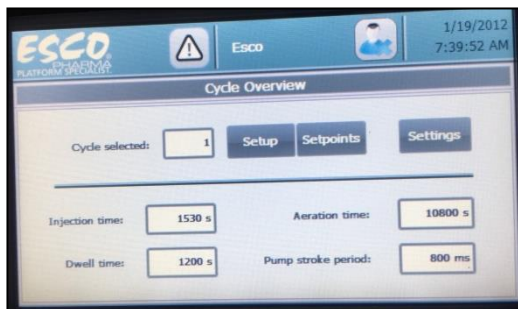 ESCO
PHARMA
PLATFORM SPECIALIST.
Esco
1/19/2012
7:39:52 AM
Cycle Overview
Cycle selected: 1 Setup Setpoints Settings
Injection time: 1530 s Aeration time: 10800 s
Dwell time: 1200 s Pump stroke period: 800 ms